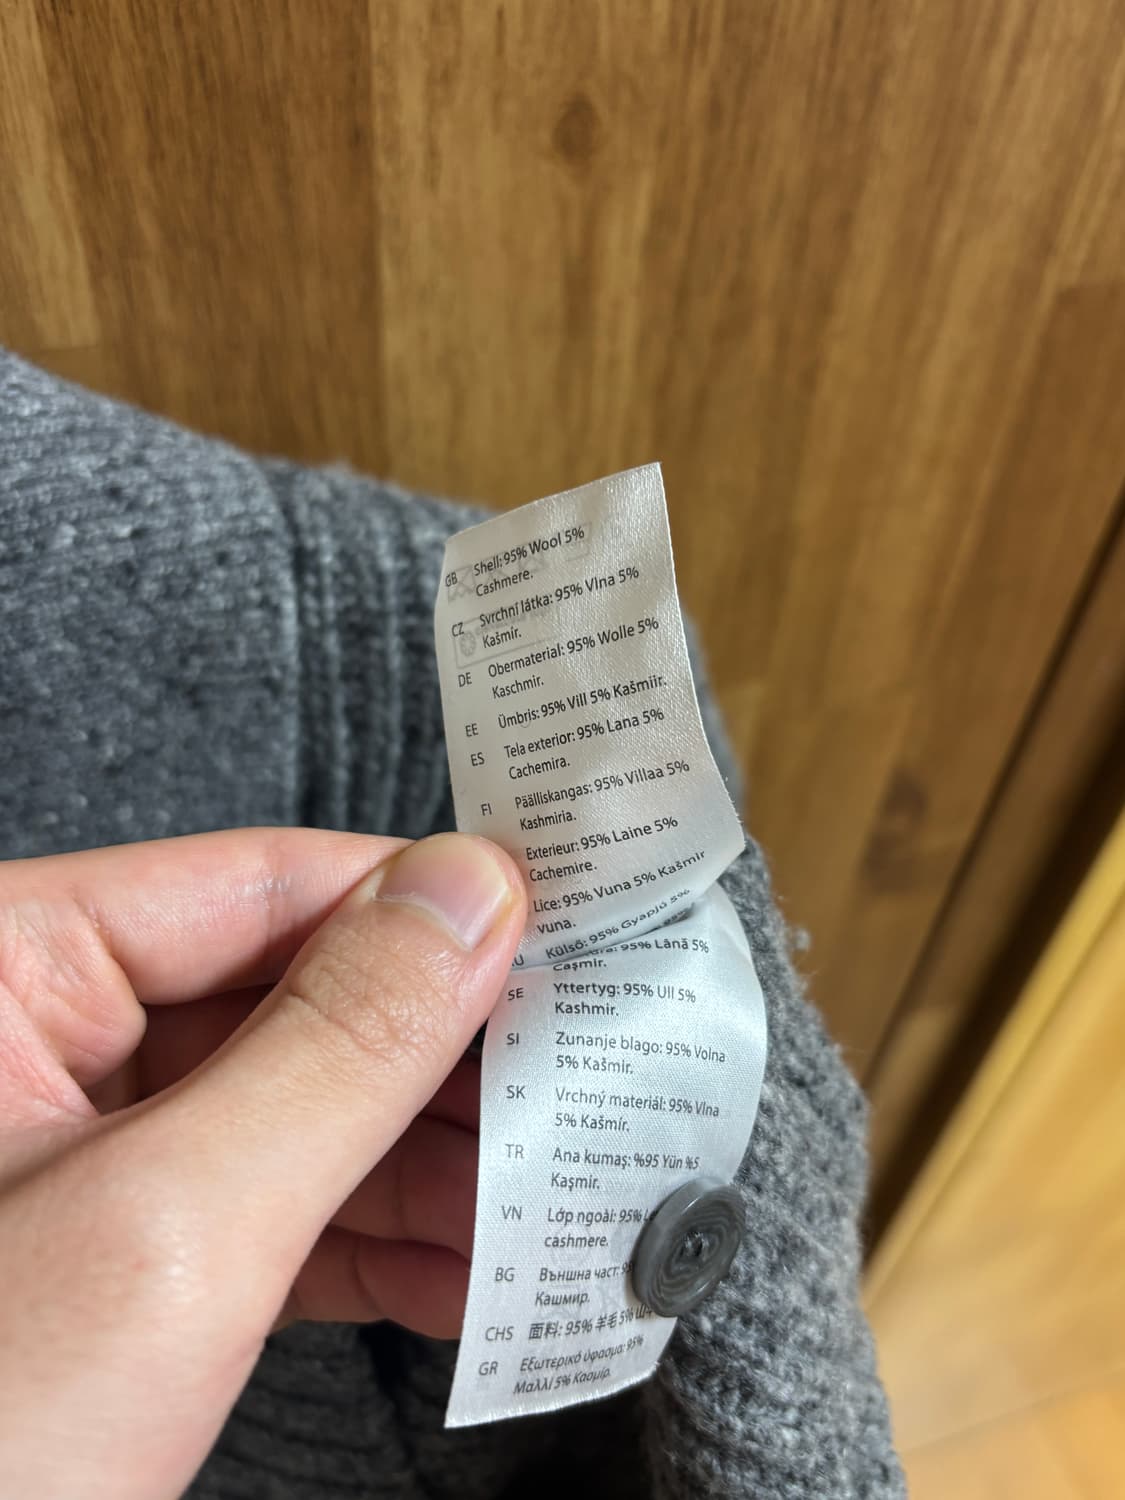 GB Shell: 95% Wool 5%
Cashmere.
CZ Svrchní látka: 95% Vlna 5%
Kašmír.
DE Obermaterial: 95% Wolle 5%
Kaschmir.
EE Ümbris: 95% Vill 5% Kašmiir.
ES Tela exterior: 95% Lana 5%
Cachemira.
FI Päälliskangas: 95% Villaa 5%
Kashmiria.
Exterieur: 95% Laine 5%
Cachemire.
Lice: 95% Vuna 5% Kašmir
vuna.
Külső: 95% Gyapjú 5%
95% Lână 5%
Caşmir.
SE Yttertyg: 95% Ull 5%
Kashmir.
SI Zunanje blago: 95% Volna
5% Kašmir.
SK Vrchný materiál: 95% Vlna
5% Kašmír.
TR Ana kumaş: %95 Yün %5
Kaşmir.
VN Lớp ngoài: 95%
cashmere.
BG Външна част:
Кашмир.
CHS 面料: 95% 羊毛 5%
GR Εξωτερικό ύφασμα: 95%
Μαλλί 5% Κασμίρ.